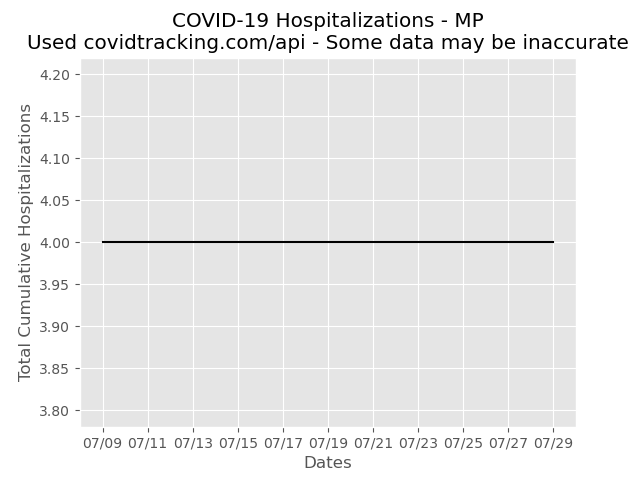 COVID-19 Hospitalizations - MP
Used covidtracking.com/api - Some data may be inaccurate
Total Cumulative Hospitalizations
4.20
4.15
4.10
4.05
4.00
3.95
3.90
3.85
3.80
07/09 07/11 07/13 07/15 07/17 07/19 07/21 07/23 07/25 07/27 07/29
Dates